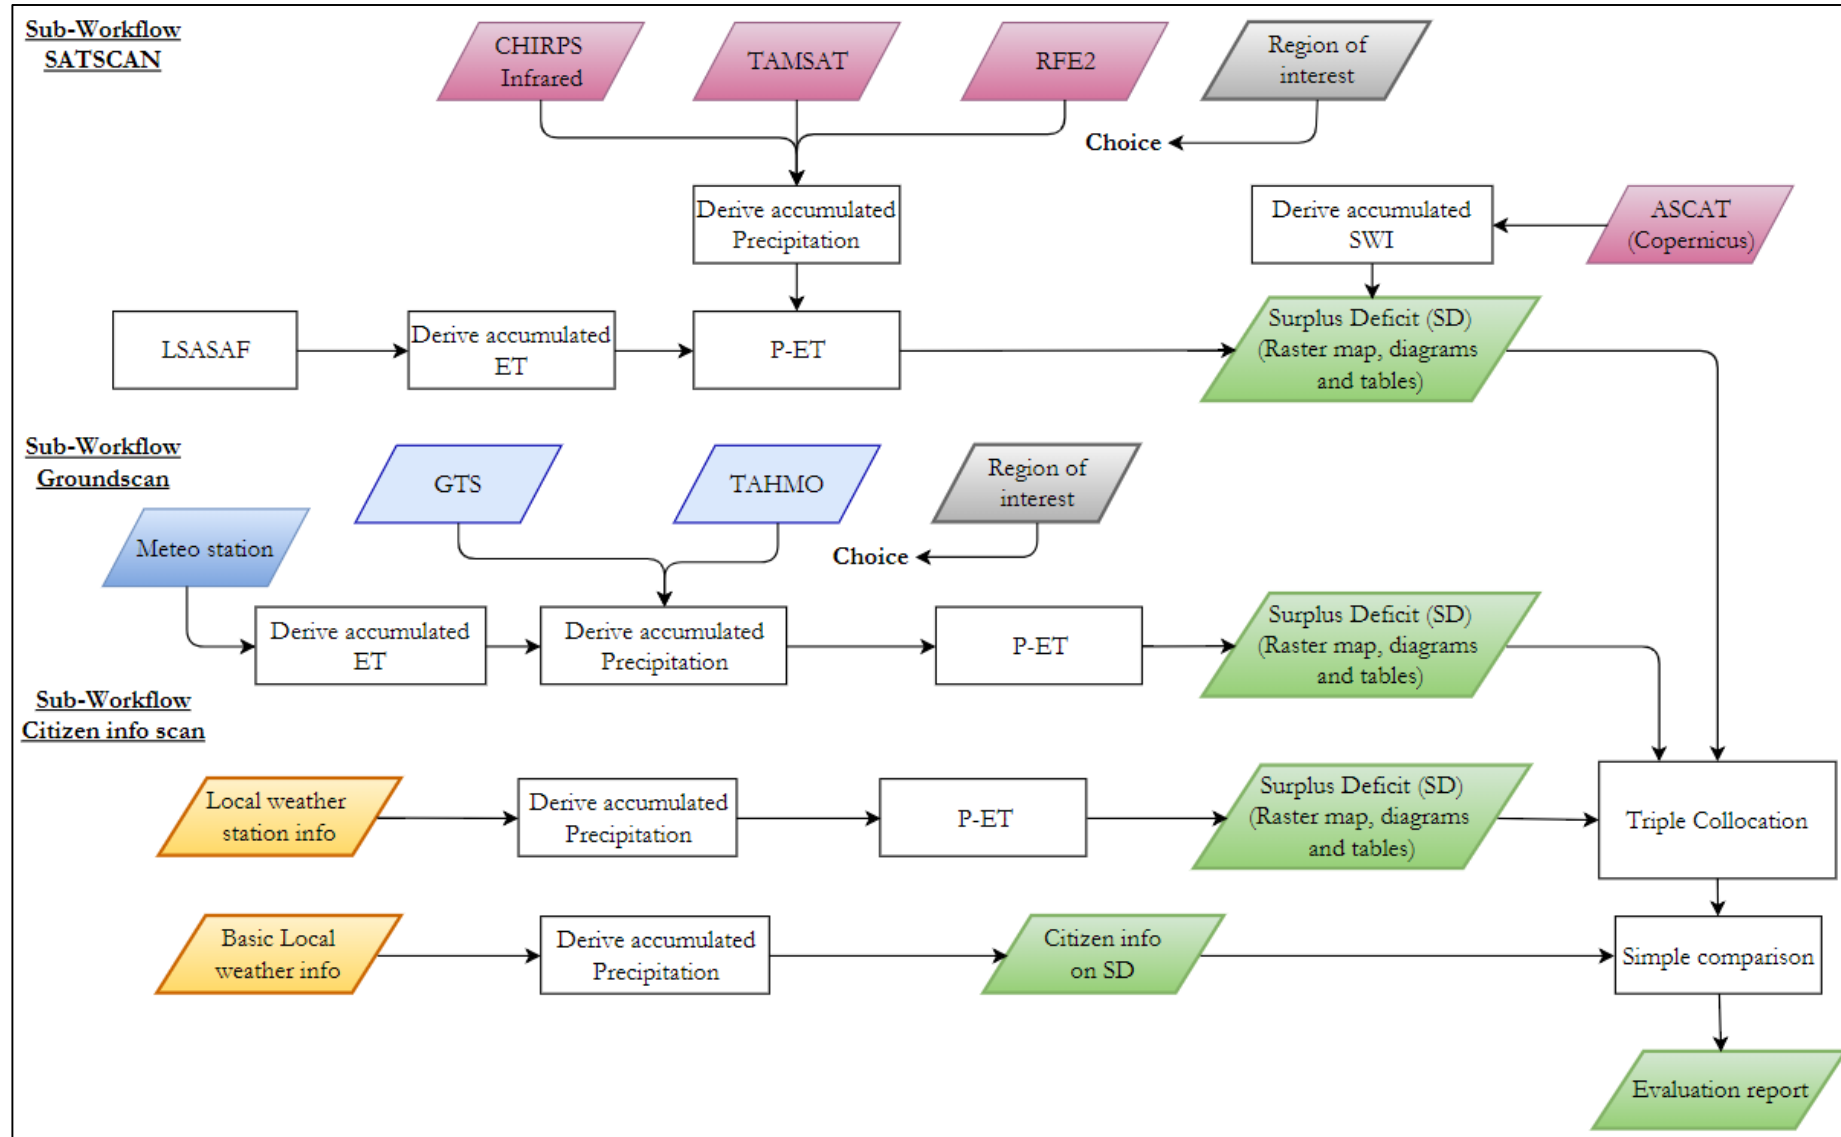 Sub-Workflow
SATSCAN
CHIRPS
Infrared
TAMSAT
RFE2
Region of
interest
Choice
Derive accumulated
Precipitation
Derive accumulated
SWI
ASCAT
(Copernicus)
LSASAF
Derive accumulated
ET
P-ET
Surplus Deficit (SD)
(Raster map, diagrams
and tables)
Sub-Workflow
Groundscan
GTS
TAHMO
Region of
interest
Meteo station
Choice
Derive accumulated
ET
Derive accumulated
Precipitation
P-ET
Surplus Deficit (SD)
(Raster map, diagrams
and tables)
Sub-Workflow
Citizen info scan
Local weather
station info
Derive accumulated
Precipitation
P-ET
Surplus Deficit (SD)
(Raster map, diagrams
and tables)
Triple Collocation
Basic Local
weather info
Derive accumulated
Precipitation
Citizen info
on SD
Simple comparison
Evaluation report